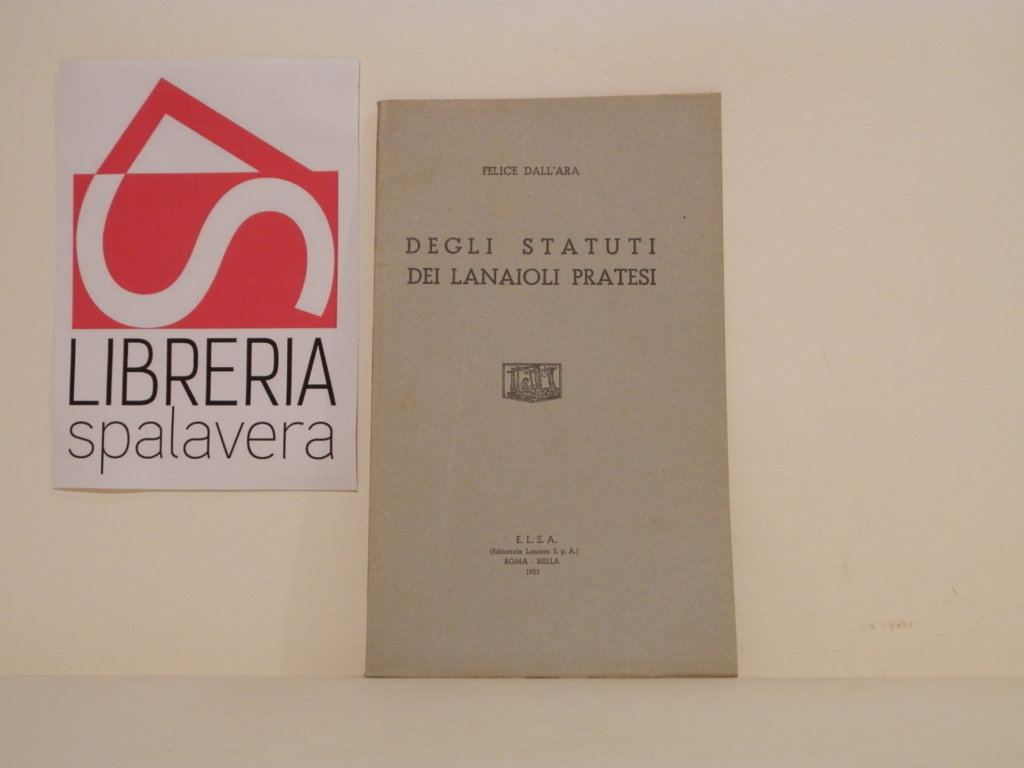 LIBRERIA
spalavera
FELICE DALL'ARA
DEGLI STATUTI
DEI LANAIOLI PRATESI
E. L. S. A.
(Editoriale Laniera S. p. A.)
ROMA - BIELLA
1953